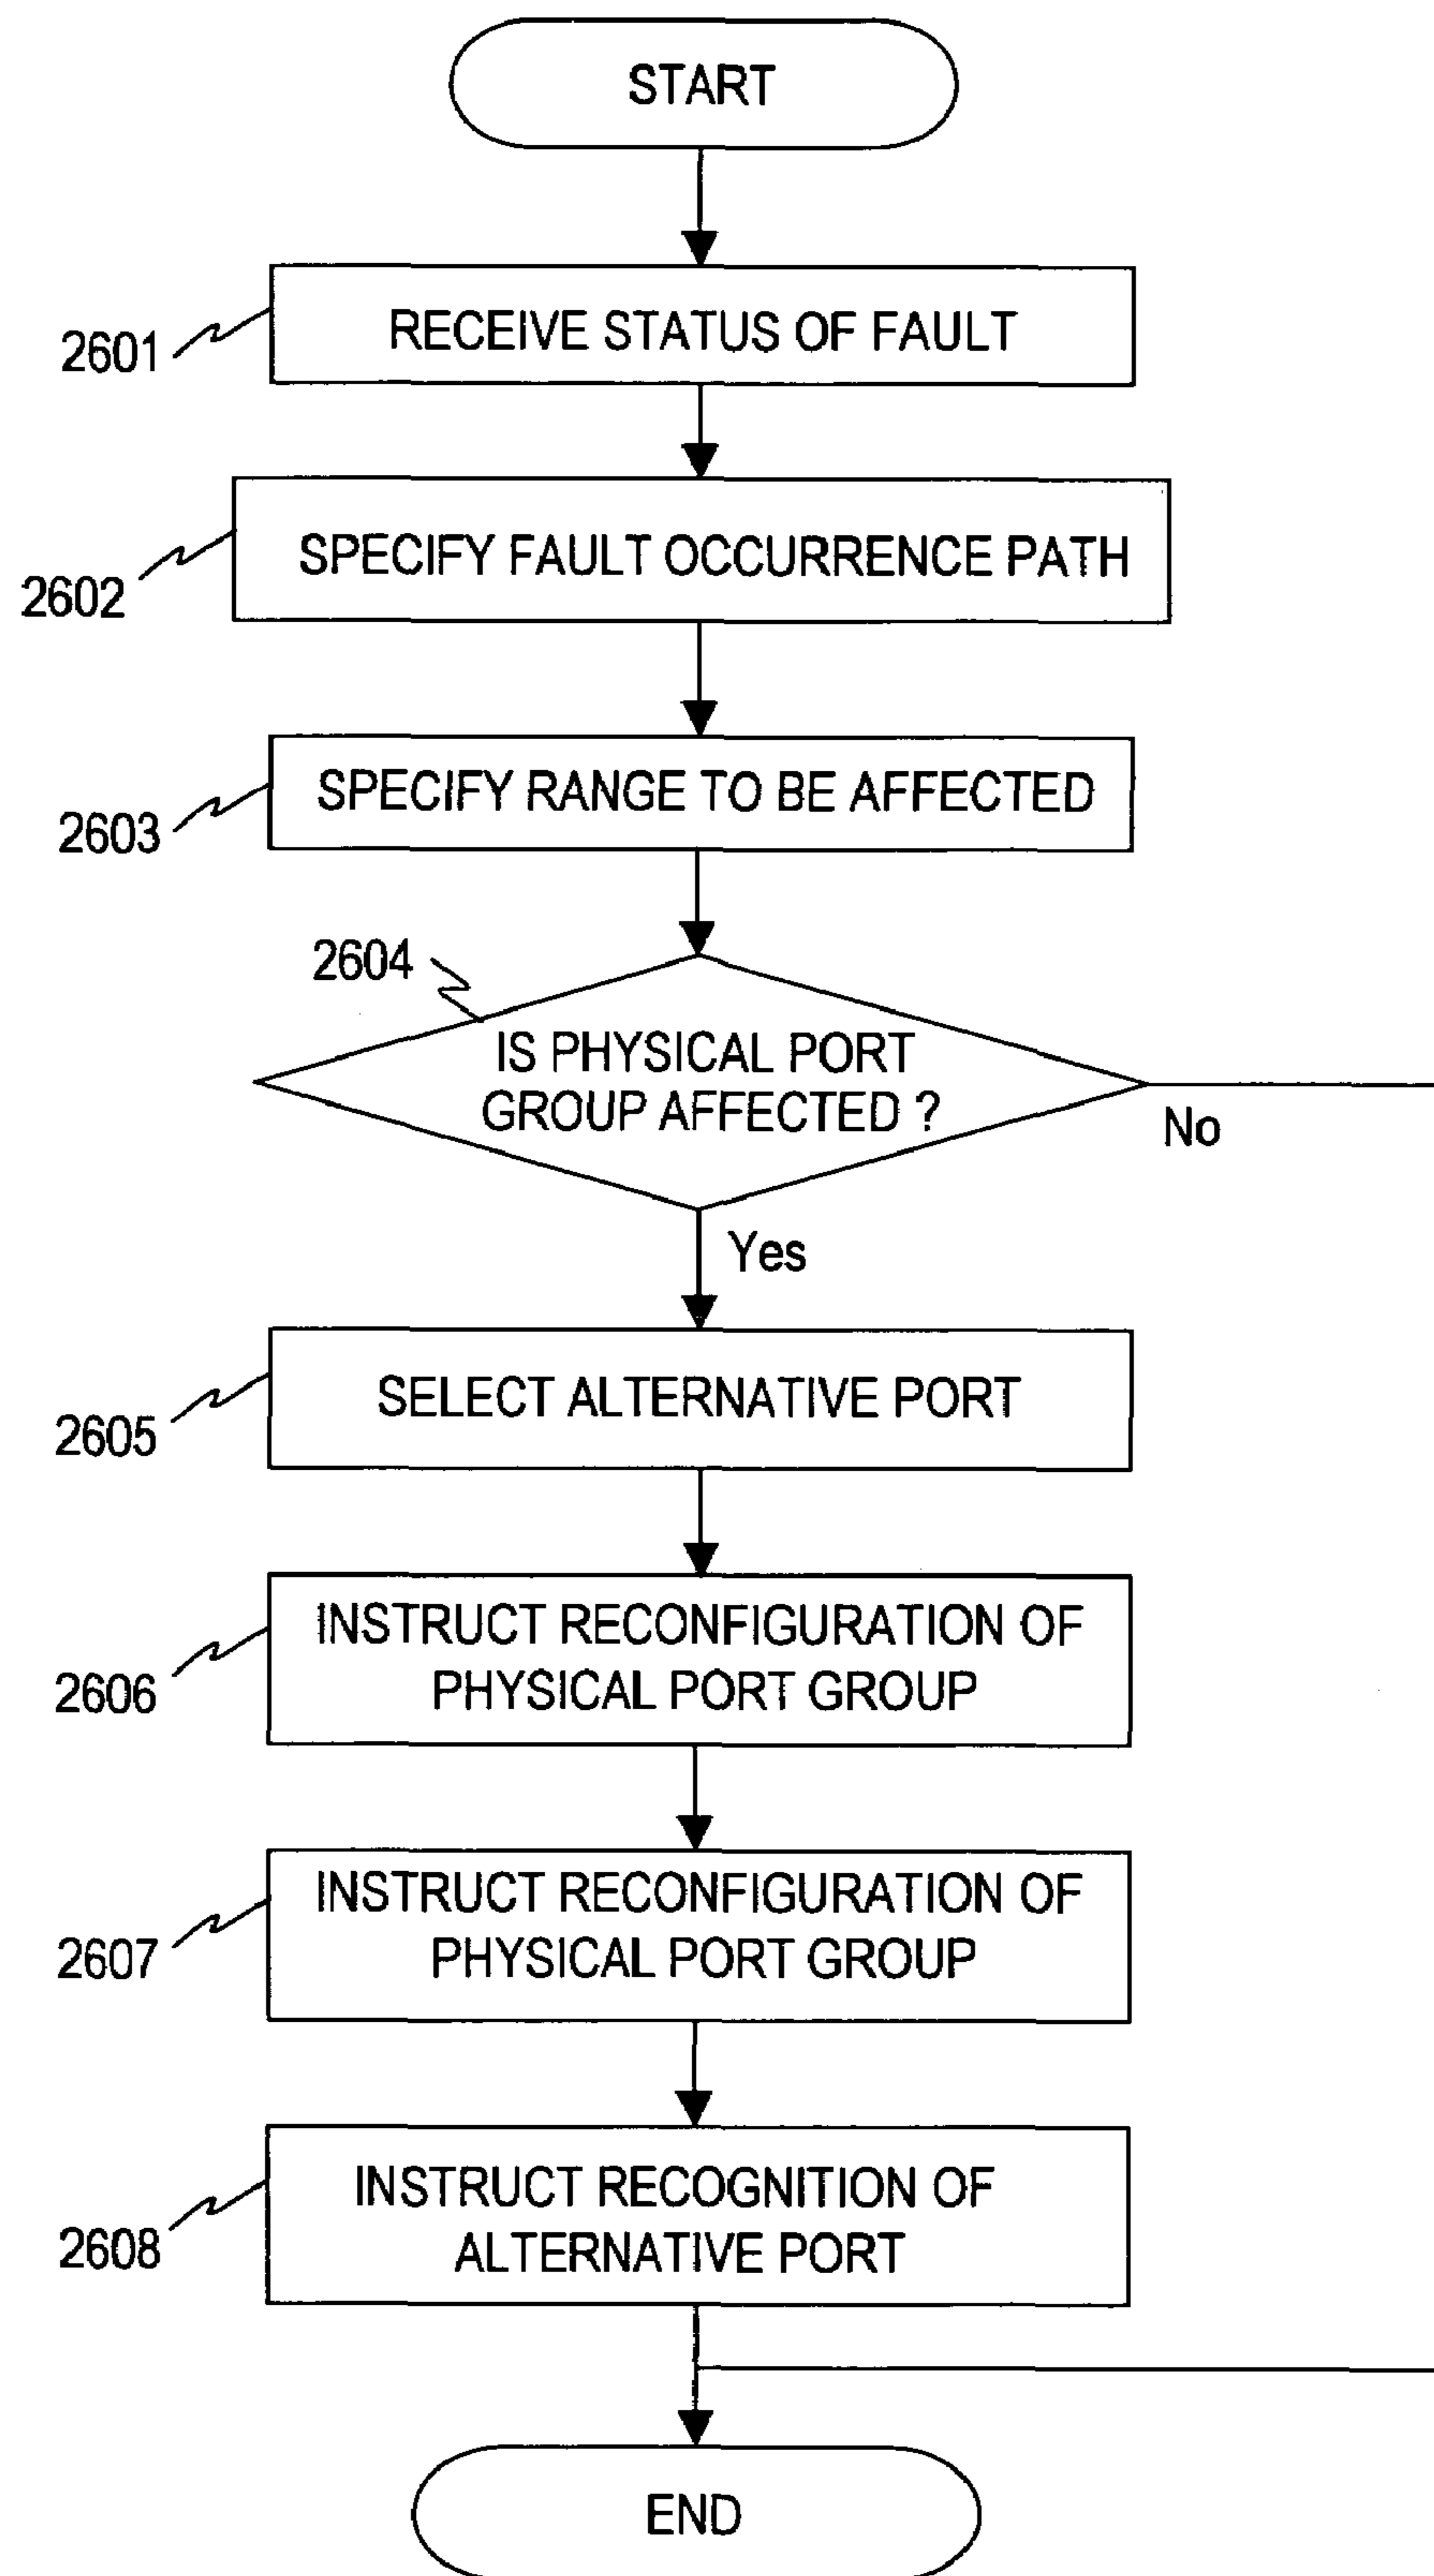 START
2601
RECEIVE STATUS OF FAULT
2602
SPECIFY FAULT OCCURRENCE PATH
2603
SPECIFY RANGE TO BE AFFECTED
2604
IS PHYSICAL PORT
GROUP AFFECTED ?
No
Yes
2605
SELECT ALTERNATIVE PORT
2606
INSTRUCT RECONFIGURATION OF
PHYSICAL PORT GROUP
2607
INSTRUCT RECONFIGURATION OF
PHYSICAL PORT GROUP
2608
INSTRUCT RECOGNITION OF
ALTERNATIVE PORT
END